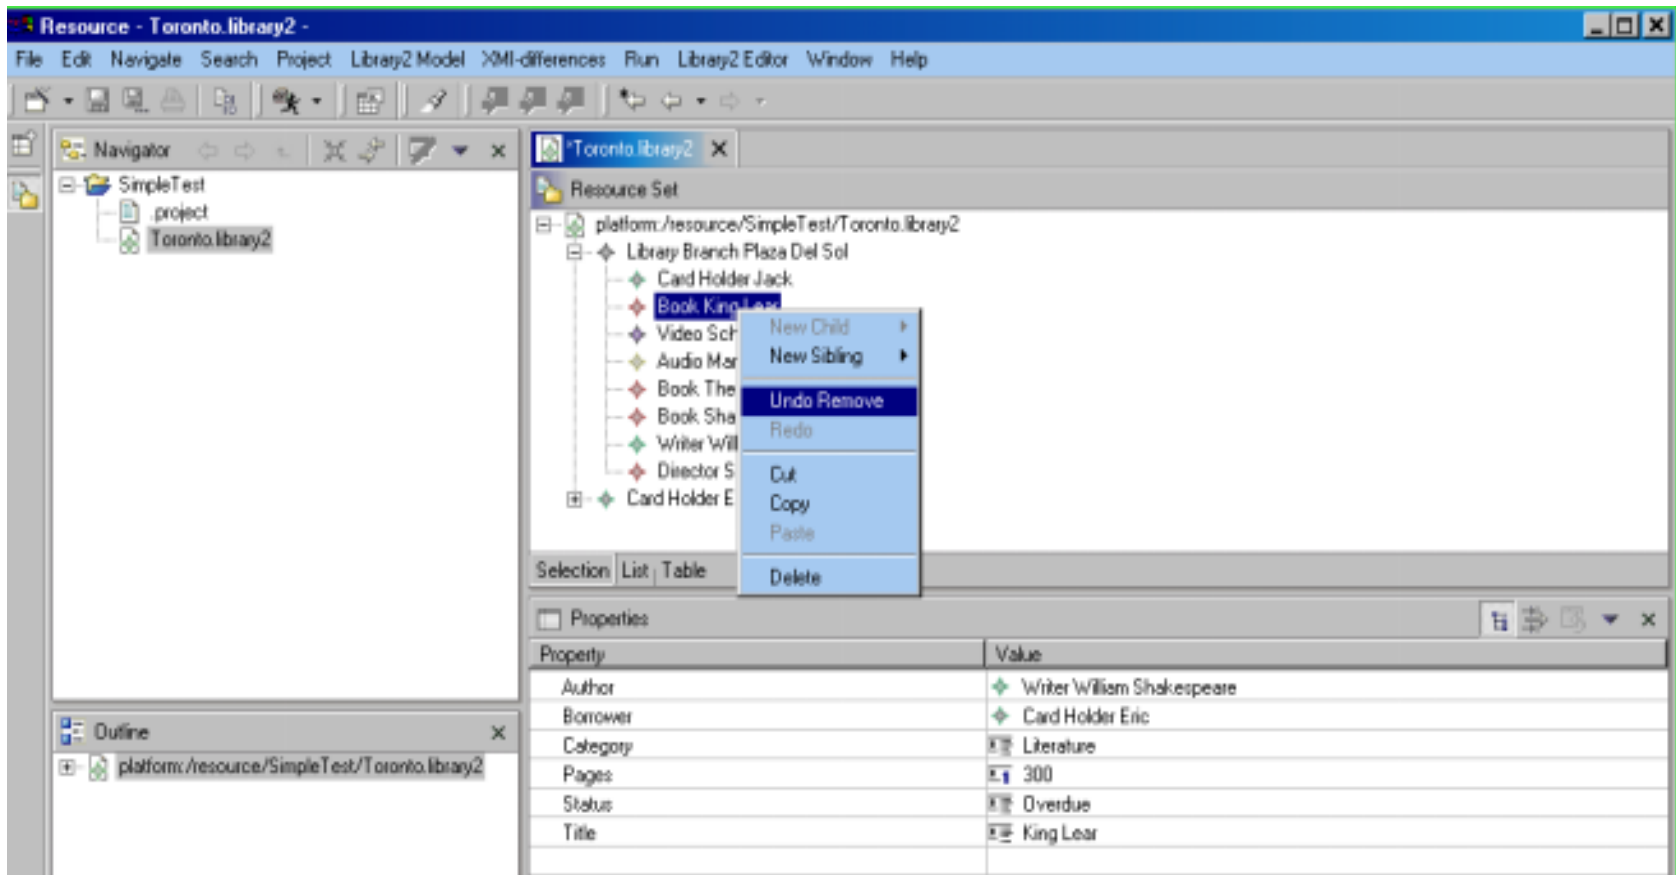 Resource - Toronto.library2 -
File Edit Navigate Search Project Library2 Model XMI-differences Run Library2 Editor Window Help
Navigator
SimpleTest
.project
Toronto.library2
*Toronto.library2
Resource Set
platform:/resource/SimpleTest/Toronto.library2
Library Branch Plaza Del Sol
Card Holder Jack
Book King Lear
Video Sch
Audio Mar
Book The
Book Sha
Writer Will
Director S
Card Holder E
New Child
New Sibling
Undo Remove
Redo
Cut
Copy
Paste
Delete
Selection List Table
Outline
platform:/resource/SimpleTest/Toronto.library2
Properties
Property Value
Author Writer William Shakespeare
Borrower Card Holder Eric
Category Literature
Pages 300
Status Overdue
Title King Lear